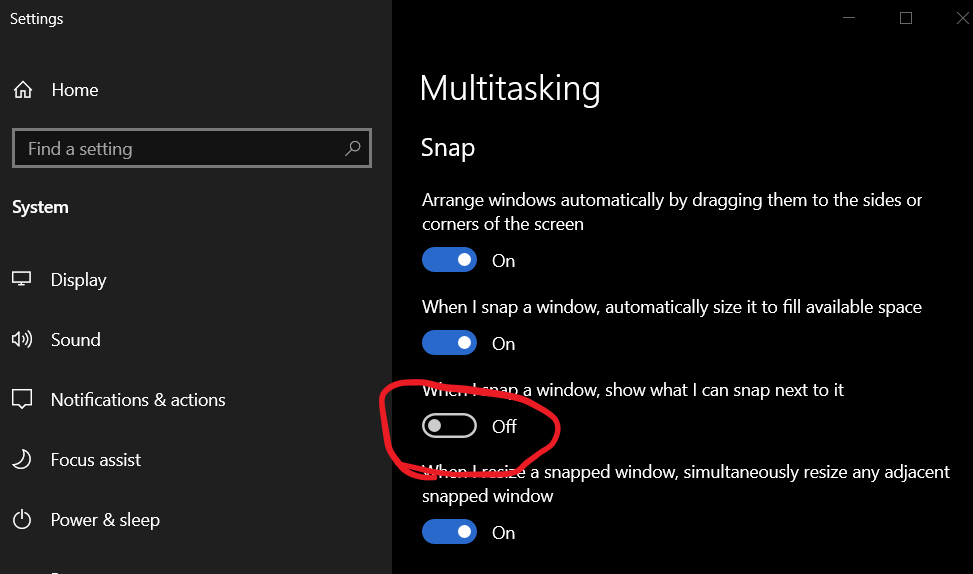 Settings
Home
Find a setting
System
Display
Sound
Notifications & actions
Focus assist
Power & sleep
Multitasking
Snap
Arrange windows automatically by dragging them to the sides or
corners of the screen
On
When I snap a window, automatically size it to fill available space
On
When I snap a window, show what I can snap next to it
Off
When I resize a snapped window, simultaneously resize any adjacent
snapped window
On